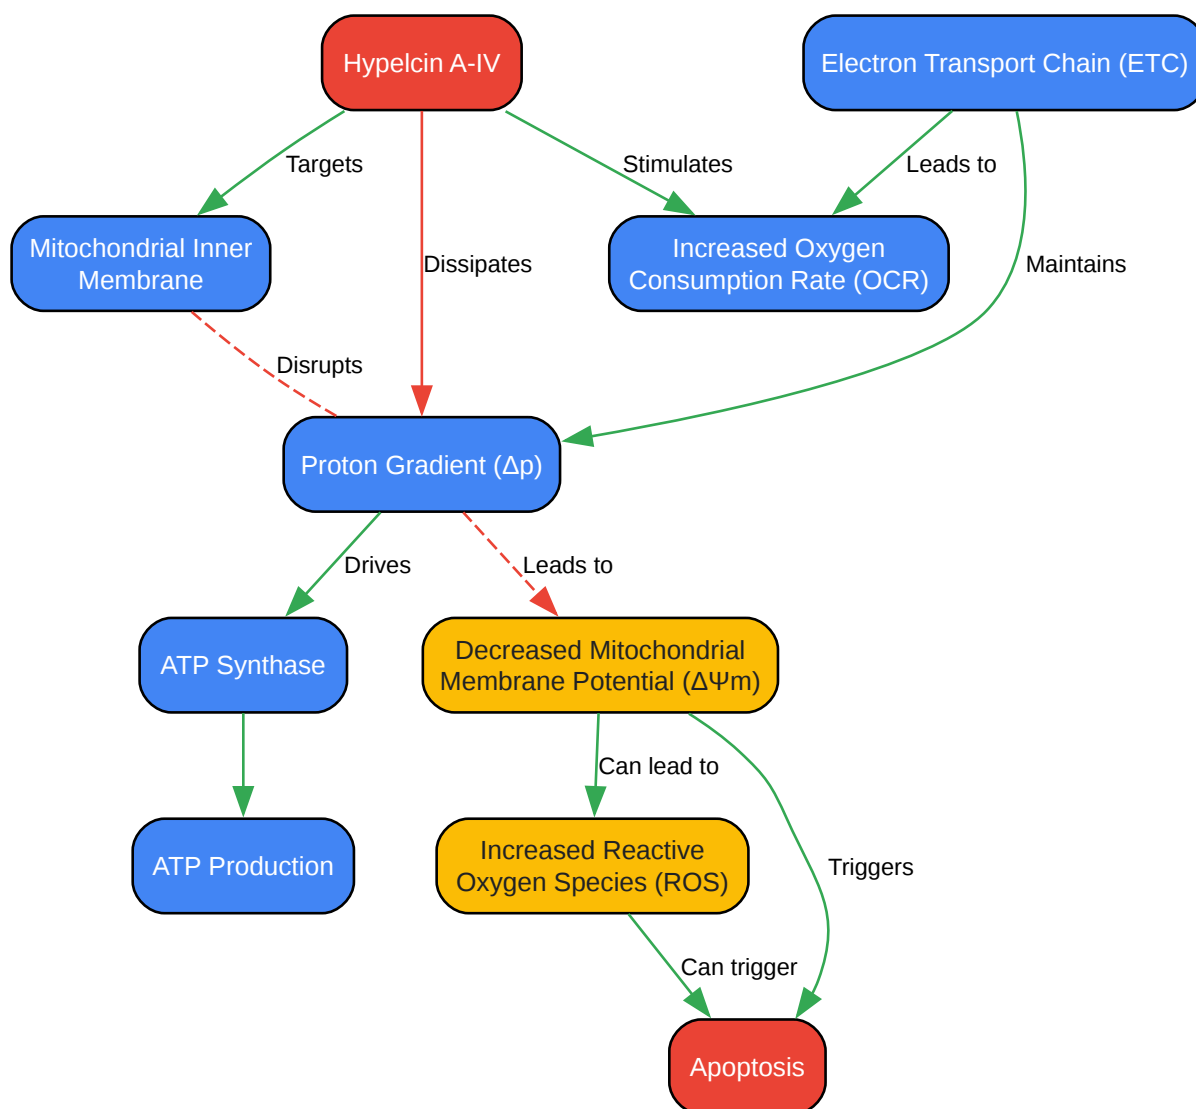 Hypelcin A-IV
Electron Transport Chain (ETC)
Targets
Stimulates
Leads to
Mitochondrial Inner
Membrane
Dissipates
Increased Oxygen
Consumption Rate (OCR)
Maintains
Disrupts
Proton Gradient (Δp)
Drives
Leads to
ATP Synthase
Decreased Mitochondrial
Membrane Potential (ΔΨm)
Can lead to
ATP Production
Increased Reactive
Oxygen Species (ROS)
Triggers
Can trigger
Apoptosis